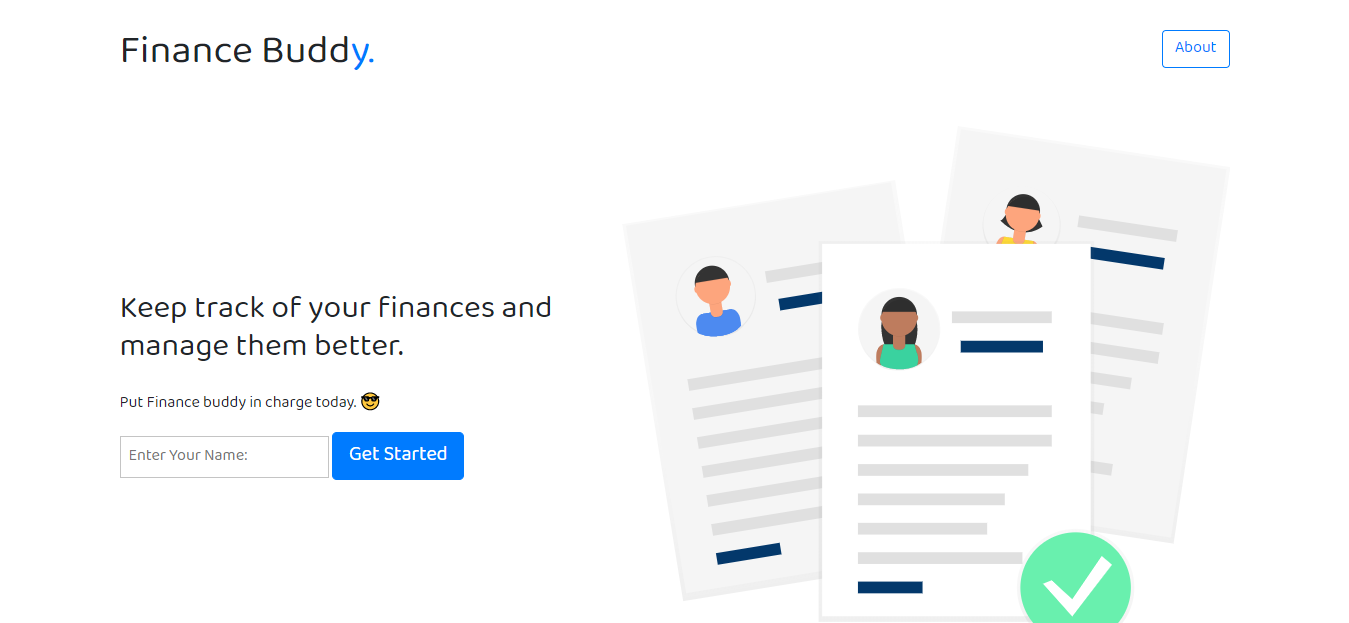 Finance Buddy.
About
Keep track of your finances and
manage them better.
Put Finance buddy in charge today. 😎
Enter Your Name:
Get Started